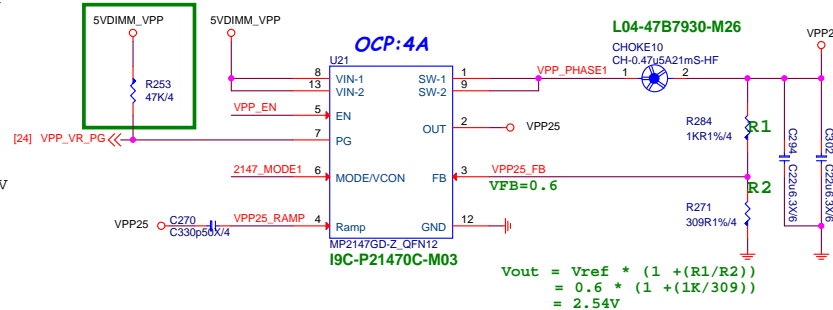 5VDIMM_VPP
5VDIMM_VPP
OCP:4A
L04-47B7930-M26
VPP2
U21
CHOKE10
CH-0.47u5A21mS-HF
R253
47K/4
8 VIN-1 SW-1 1 VPP_PHASE1 1 2
13 VIN-2 SW-2 9
VPP_EN 5 EN
OUT 2 VPP25
R284
1KR1%/4
R1
[24] VPP_VR_PG 7 PG
C294
C22u6.3X/6
C302
C22u6.3X/6
2147_MODE1 6 MODE/VCON FB 3 VPP25_FB
V
VFB=0.6
R2
R271
309R1%/4
VPP25 C270 VPP25_RAMP 4 Ramp GND 12
C330p50X/4
MP2147GD-Z_QFN12
I9C-P21470C-M03
Vout = Vref * (1 +(R1/R2))
= 0.6 * (1 +(1K/309))
= 2.54V